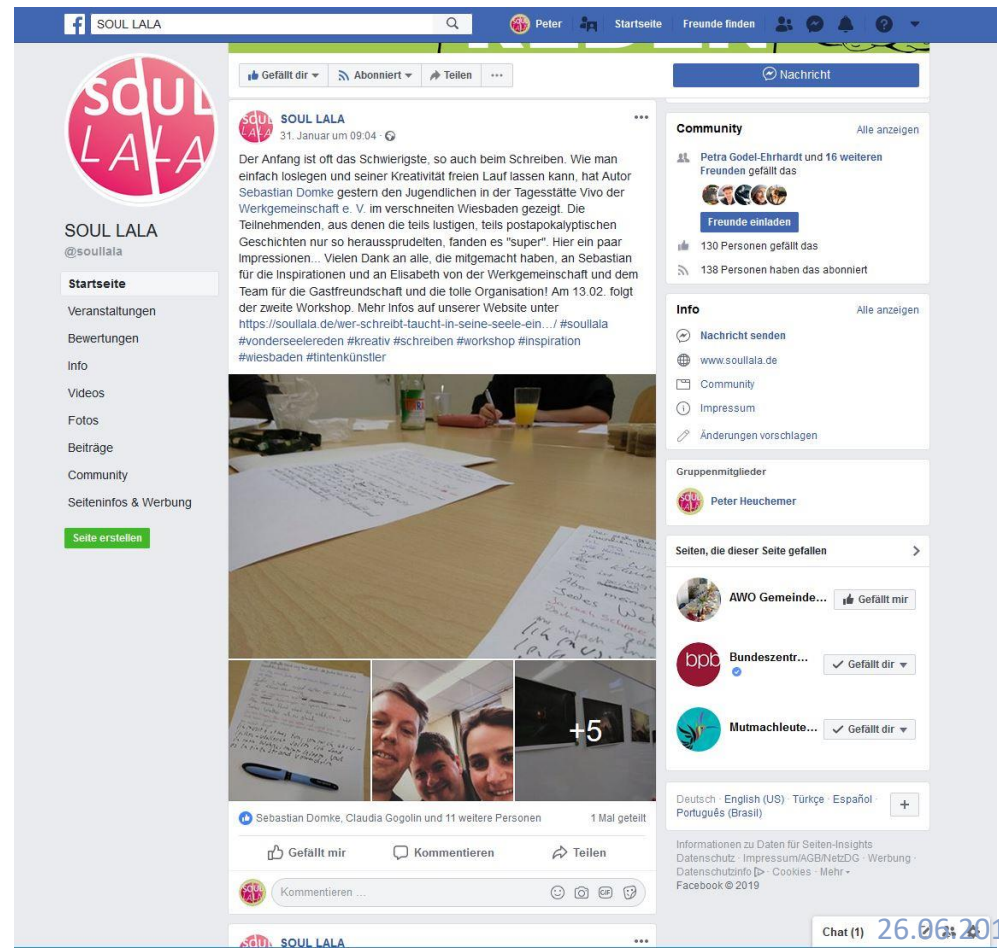 SOUL LALA
Peter
Startseite
Freunde finden
REDEN
Gefällt dir
Abonniert
Teilen
Nachricht
SOUL
LALA
SOUL LALA
@soullala
Startseite
Veranstaltungen
Bewertungen
Info
Videos
Fotos
Beiträge
Community
Seiteninfos & Werbung
Seite erstellen
SOUL LALA
31. Januar um 09:04 ·
Der Anfang ist oft das Schwierigste, so auch beim Schreiben. Wie man
einfach loslegen und seiner Kreativität freien Lauf lassen kann, hat Autor
Sebastian Domke gestern den Jugendlichen in der Tagesstätte Vivo der
Werkgemeinschaft e. V. im verschneiten Wiesbaden gezeigt. Die
Teilnehmenden, aus denen die teils lustigen, teils postapokalyptischen
Geschichten nur so heraussprudelten, fanden es "super". Hier ein paar
Impressionen... Vielen Dank an alle, die mitgemacht haben, an Sebastian
für die Inspirationen und an Elisabeth von der Werkgemeinschaft und dem
Team für die Gastfreundschaft und die tolle Organisation! Am 13.02. folgt
der zweite Workshop. Mehr Infos auf unserer Website unter
https://soullala.de/wer-schreibt-taucht-in-seine-seele-ein…/ #soullala
#vonderseelereden #kreativ #schreiben #workshop #inspiration
#wiesbaden #tintenkünstler
+5
Sebastian Domke, Claudia Gogolin und 11 weitere Personen
1 Mal geteilt
Gefällt mir
Kommentieren
Teilen
Kommentieren ...
GIF
SOUL LALA
Community
Alle anzeigen
Petra Godel-Ehrhardt und 16 weiteren
Freunden gefällt das
Freunde einladen
130 Personen gefällt das
138 Personen haben das abonniert
Info
Alle anzeigen
Nachricht senden
www.soullala.de
Community
Impressum
Änderungen vorschlagen
Gruppenmitglieder
Peter Heuchemer
Seiten, die dieser Seite gefallen
AWO Gemeinde...
Gefällt mir
bpb
Bundeszentr...
Gefällt dir
Mutmachleute...
Gefällt dir
Deutsch · English (US) · Türkçe · Español ·
Português (Brasil)
Informationen zu Daten für Seiten-Insights
Datenschutz · Impressum/AGB/NetzDG · Werbung ·
Datenschutzinfo · Cookies · Mehr
Facebook © 2019
Chat (1)
26.06.201